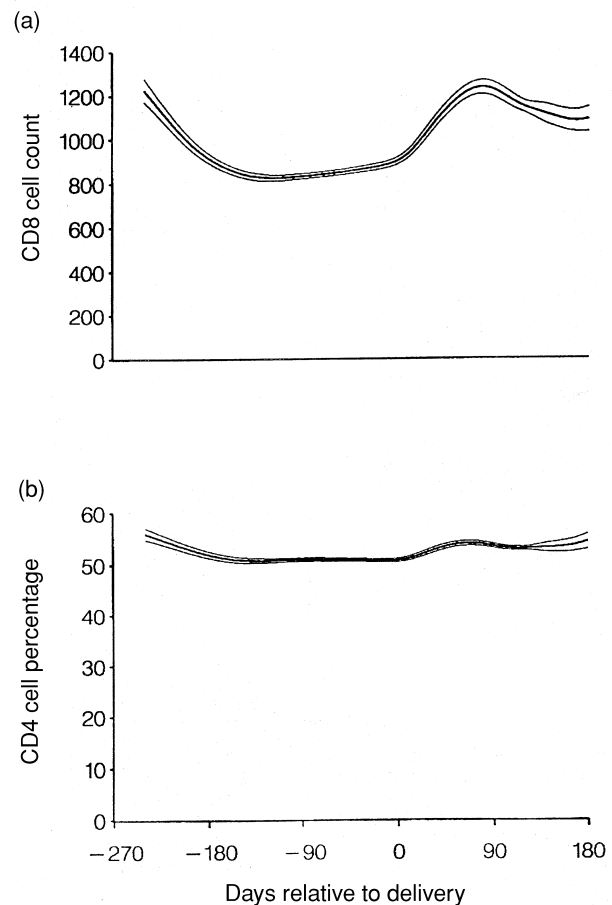 (a)
CD8 cell count
1400
1200
1000
800
600
400
200
0
(b)
CD4 cell percentage
60
50
40
30
20
10
0
−270 −180 −90 0 90 180
Days relative to delivery